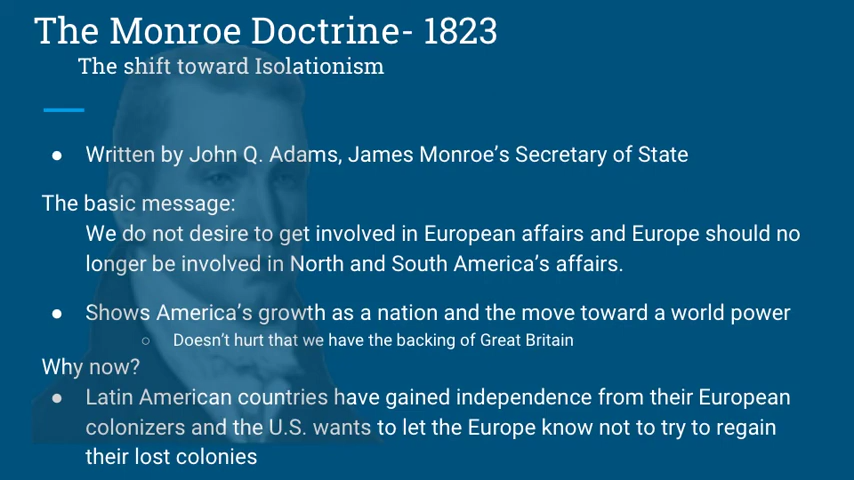 The Monroe Doctrine- 1823
The shift toward Isolationism
● Written by John Q. Adams, James Monroe’s Secretary of State
The basic message:
We do not desire to get involved in European affairs and Europe should no
longer be involved in North and South America’s affairs.
● Shows America’s growth as a nation and the move toward a world power
○ Doesn’t hurt that we have the backing of Great Britain
Why now?
● Latin American countries have gained independence from their European
colonizers and the U.S. wants to let the Europe know not to try to regain
their lost colonies